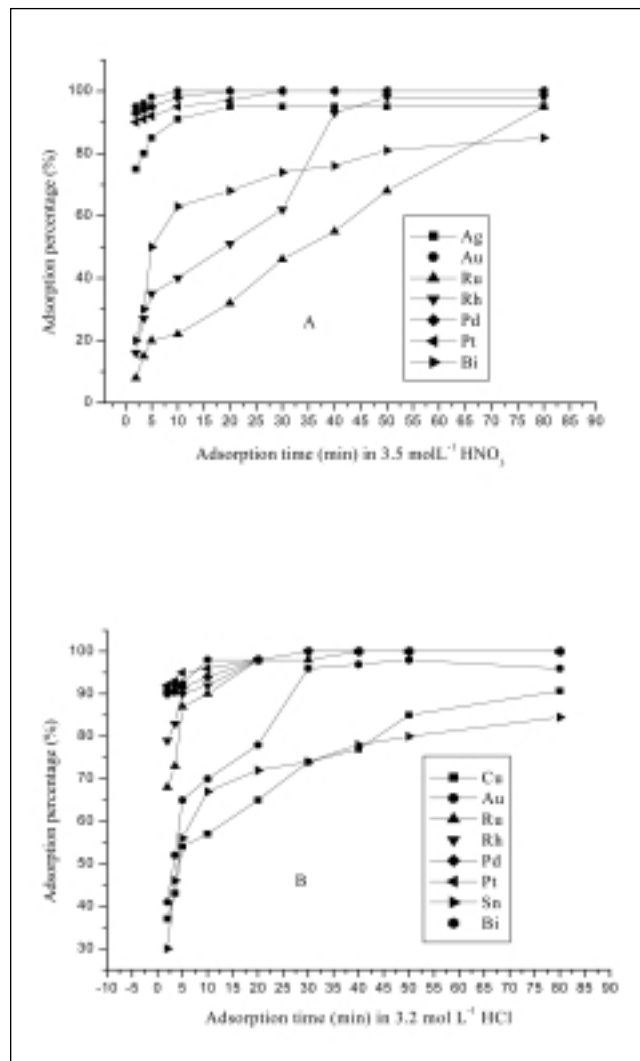 100
80
60
40
20
0
Adsorption percentage (%)
Ag
Au
Ru
Rh
Pd
Pt
Bi
A
0 5 10 15 20 25 30 35 40 45 50 55 60 65 70 75 80 85 90
Adsorption time (min) in 3.5 molL⁻¹ HNO₃
100
90
80
70
60
50
40
30
Adsorption percentage (%)
Cu
Au
Ru
Rh
Pd
Pt
Sn
Bi
B
-10 -5 0 5 10 15 20 25 30 35 40 45 50 55 60 65 70 75 80 85 90
Adsorption time (min) in 3.2 mol L⁻¹ HCl